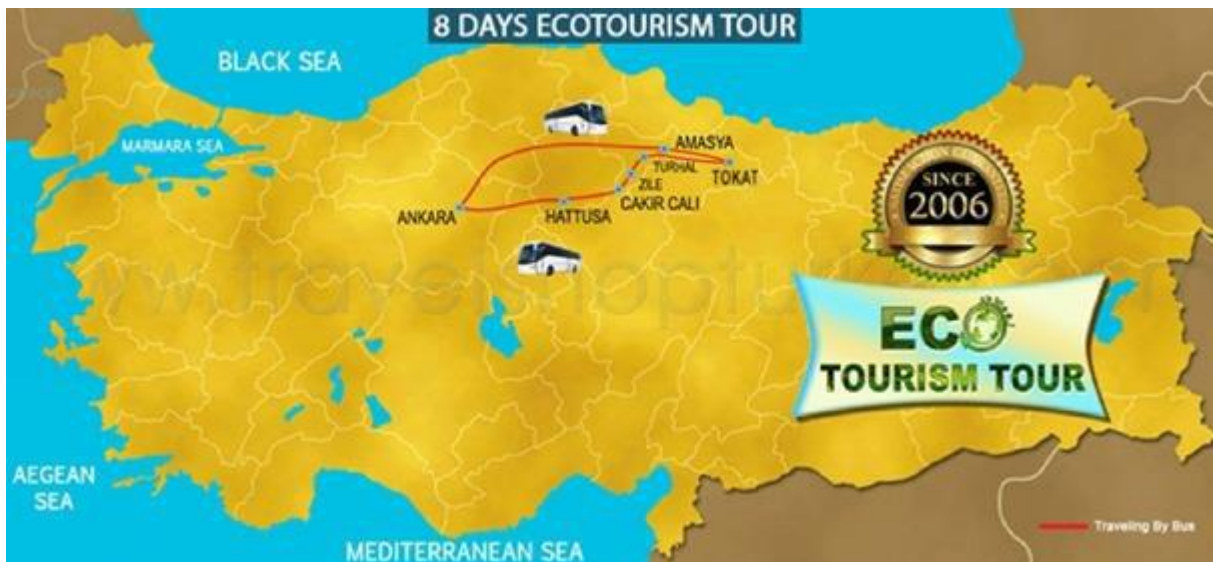 8 DAYS ECOTOURISM TOUR
BLACK SEA
MARMARA SEA
AMASYA
TURHAL
TOKAT
ZILE
CAKIR CALI
HATTUSA
ANKARA
SINCE
2006
ECO
TOURISM TOUR
AEGEAN
SEA
MEDITERRANEAN SEA
Traveling By Bus